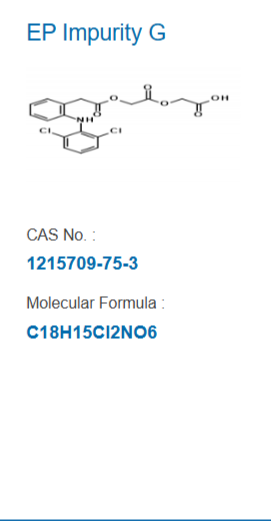 EP Impurity G
O O OH
O O
O
NH O
Cl Cl
CAS No. :
1215709-75-3
Molecular Formula :
C18H15Cl2NO6